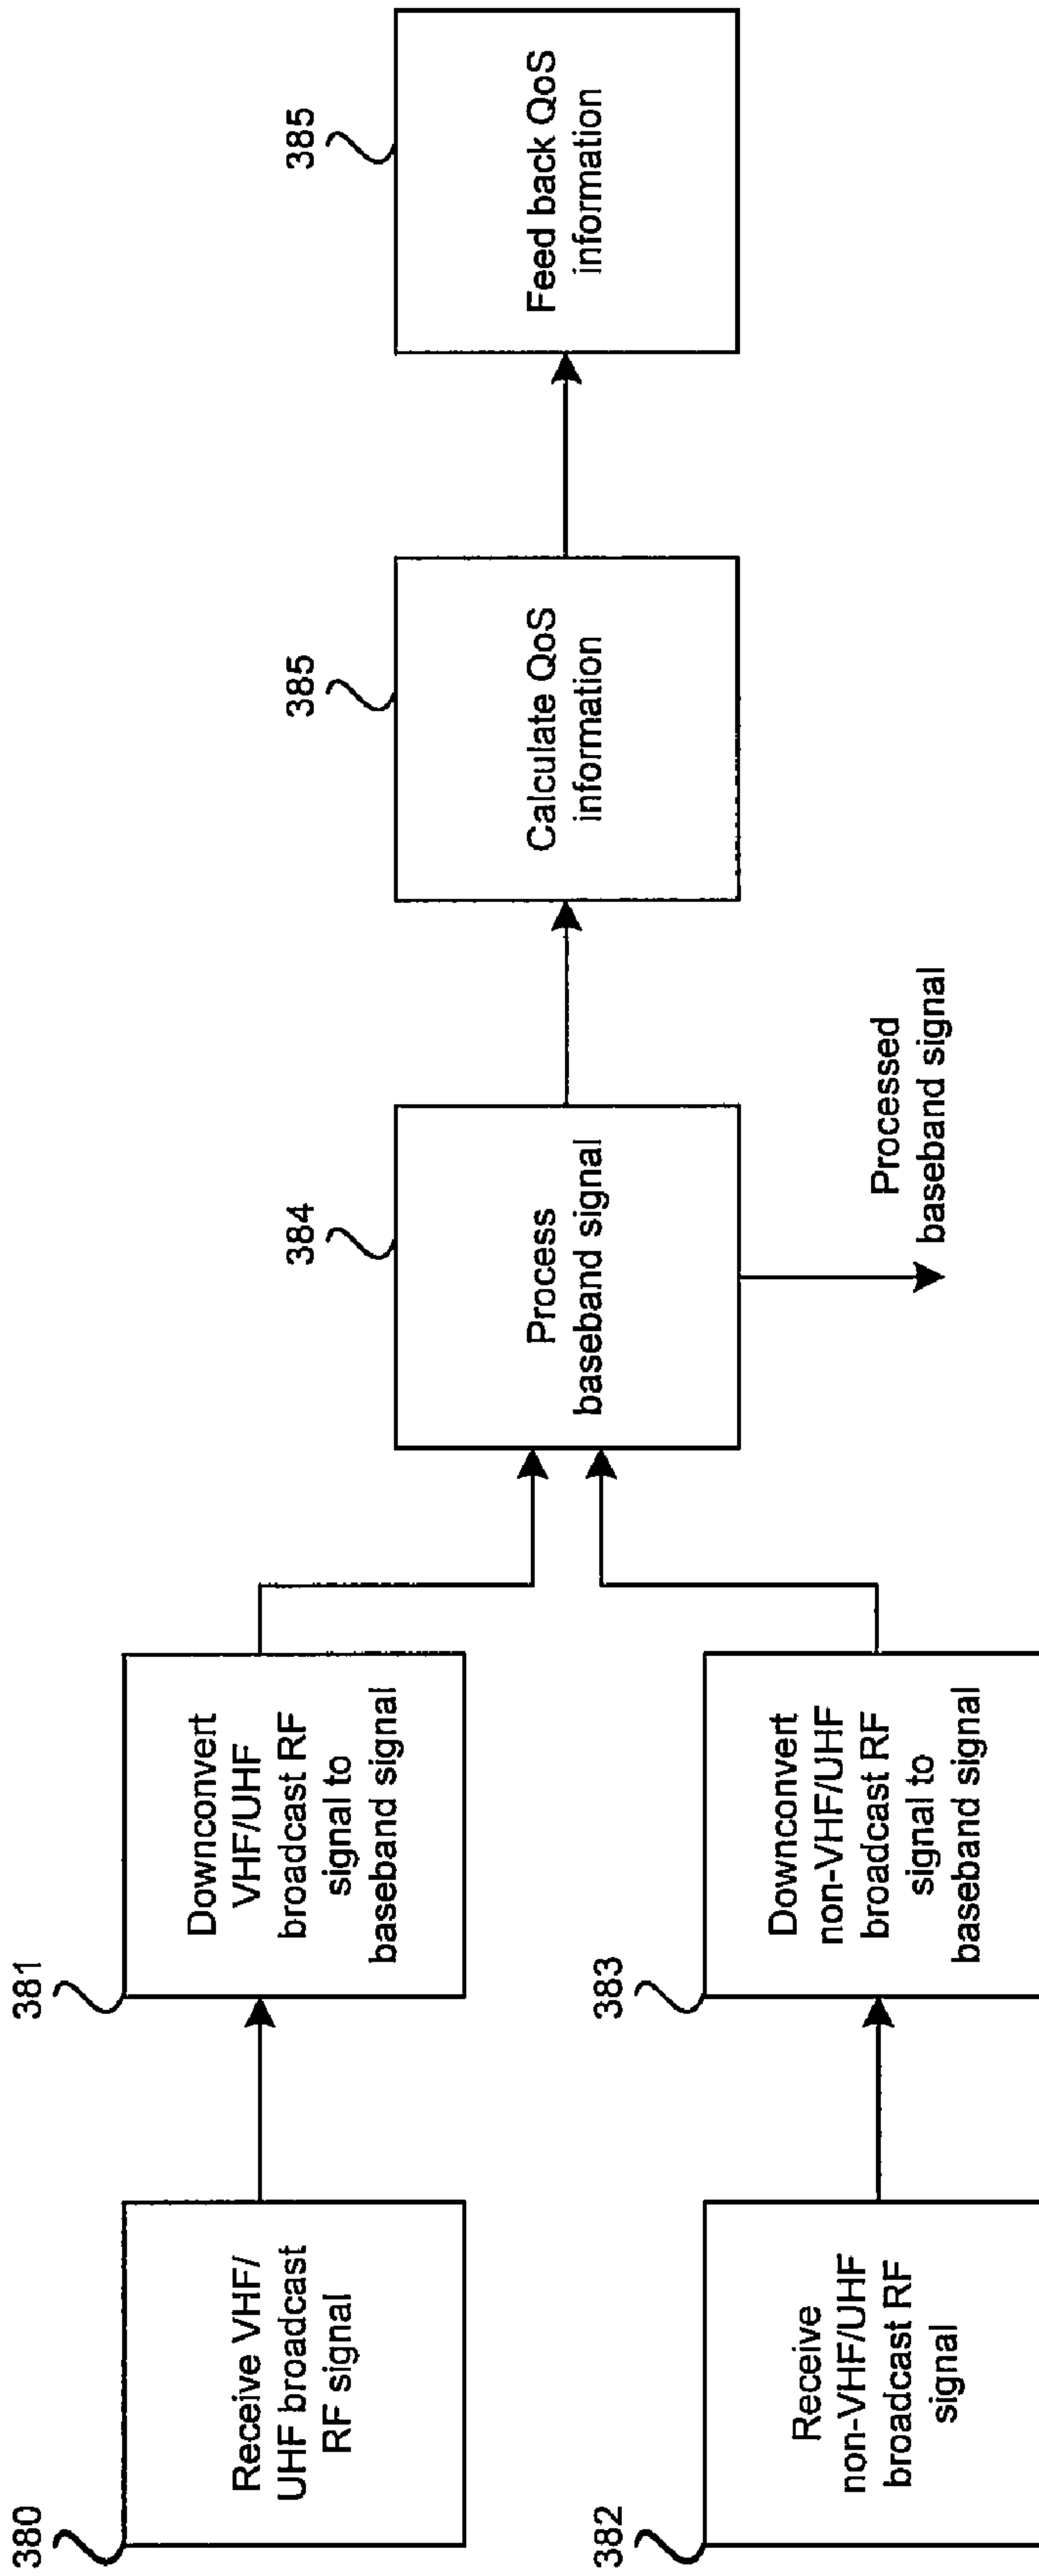 380
Receive VHF/
UHF broadcast
RF signal
381
Downconvert
VHF/UHF
broadcast RF
signal to
baseband signal
382
Receive
non-VHF/UHF
broadcast RF
signal
383
Downconvert
non-VHF/UHF
broadcast RF
signal to
baseband signal
384
Process
baseband signal
Processed
baseband signal
385
Calculate QoS
information
385
Feed back QoS
information